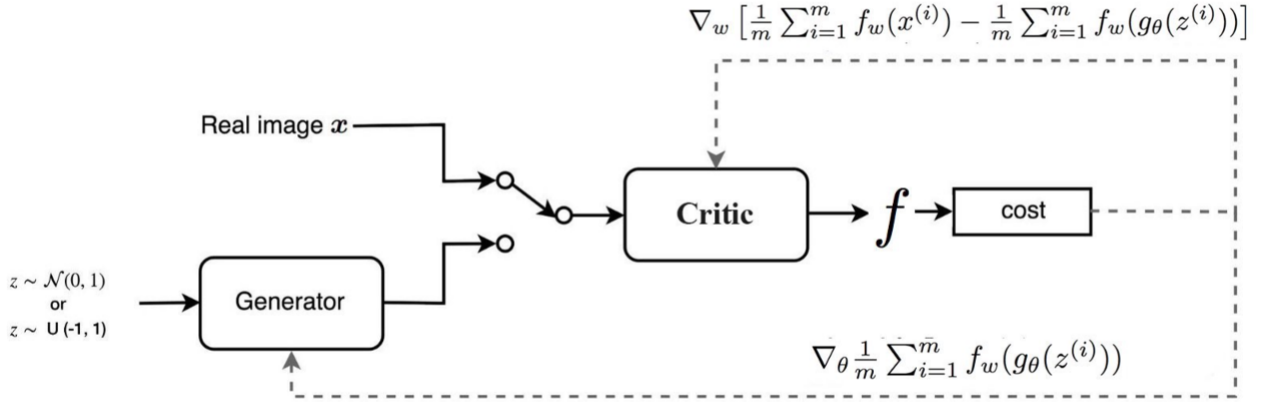 ∇_w [1/m ∑_{i=1}^{m} f_w(x^{(i)}) − 1/m ∑_{i=1}^{m} f_w(g_θ(z^{(i)}))]
Real image x
Critic
f
cost
z ∼ 𝒩(0, 1)
or
z ∼ U (-1, 1)
Generator
∇_θ 1/m ∑_{i=1}^{m} f_w(g_θ(z^{(i)}))